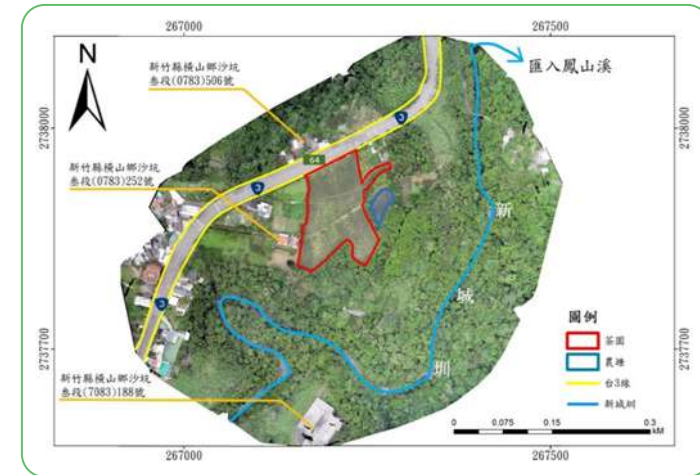 267000
267500
N
匯入鳳山溪
新竹縣橫山鄉沙坑
叁段(0783)506號
2738000
2738000
3
64
新竹縣橫山鄉沙坑
叁段(0783)252號
3
新
3
城
圖例
茶園
農塘
台3線
新城圳
圳
2737700
2737700
新竹縣橫山鄉沙坑
叁段(7083)188號
0 0.075 0.15 0.3
kM
267000
267500